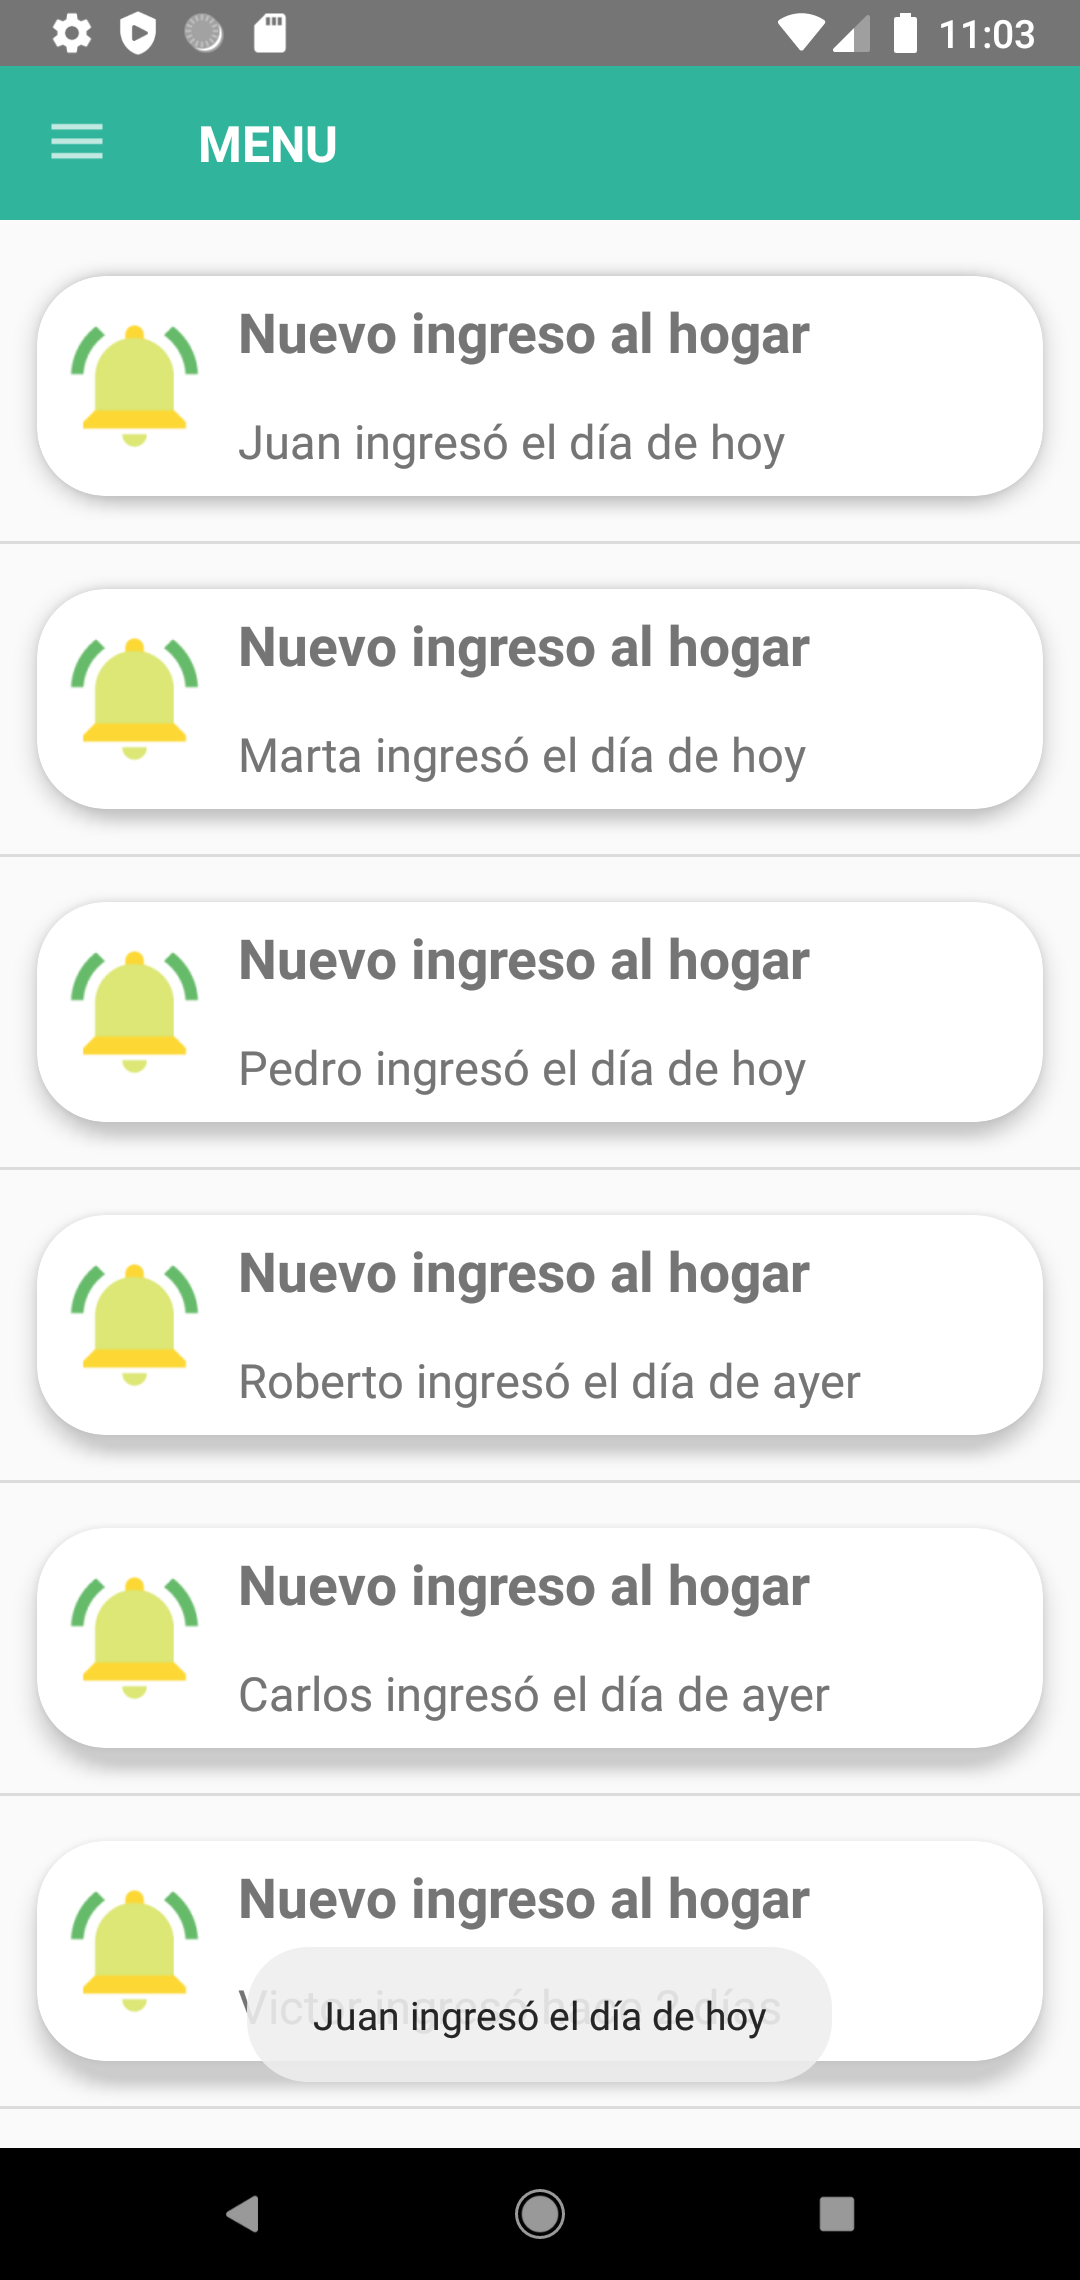 11:03
MENU
Nuevo ingreso al hogar
Juan ingresó el día de hoy
Nuevo ingreso al hogar
Marta ingresó el día de hoy
Nuevo ingreso al hogar
Pedro ingresó el día de hoy
Nuevo ingreso al hogar
Roberto ingresó el día de ayer
Nuevo ingreso al hogar
Carlos ingresó el día de ayer
Nuevo ingreso al hogar
Victor ingresó hace 2 días
Juan ingresó el día de hoy